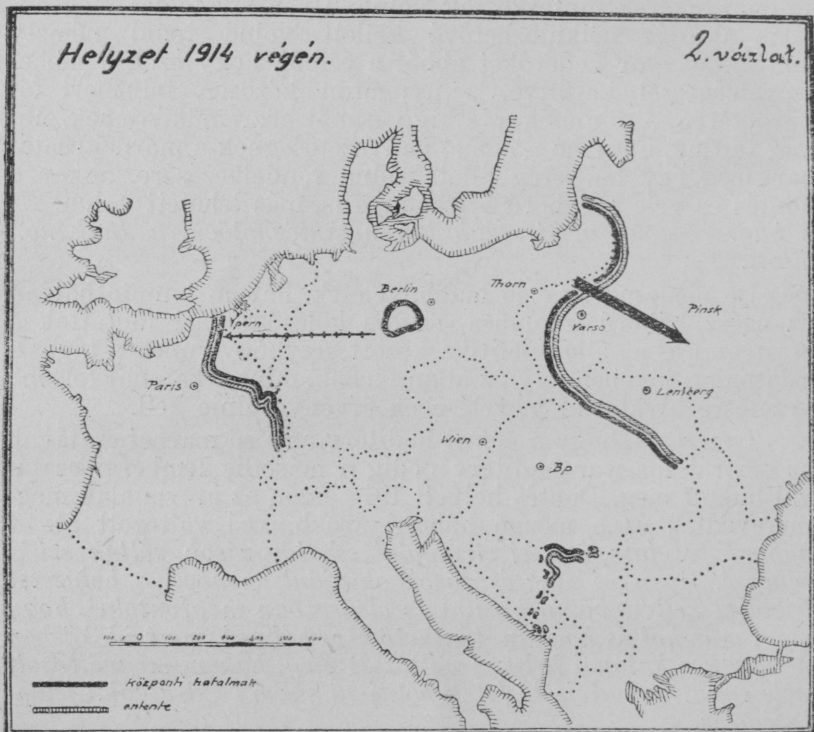 Helyzet 1914 végén.
2. vázlat.
Berlin
Thorn
Pinsk
Ypern
Varsó
Paris
Lemberg
Wien
Bp
központi hatalmak
entente